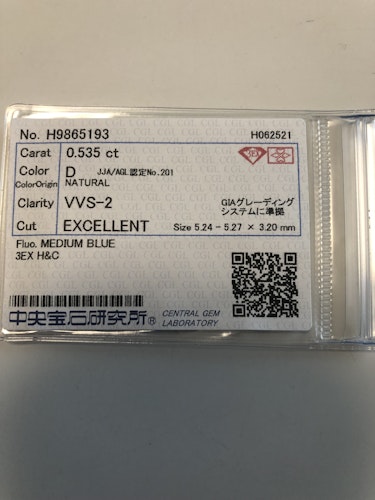 No. H9865193 H062521
Carat 0.535 ct
Color D JJA/AGL認定No.201
ColorOrigin NATURAL
Clarity VVS-2 GIAグレーディング
システムに準拠
Cut EXCELLENT Size 5.24 - 5.27 × 3.20 mm
Fluo. MEDIUM BLUE
3EX H&C
中央宝石研究所® CENTRAL GEM
LABORATORY